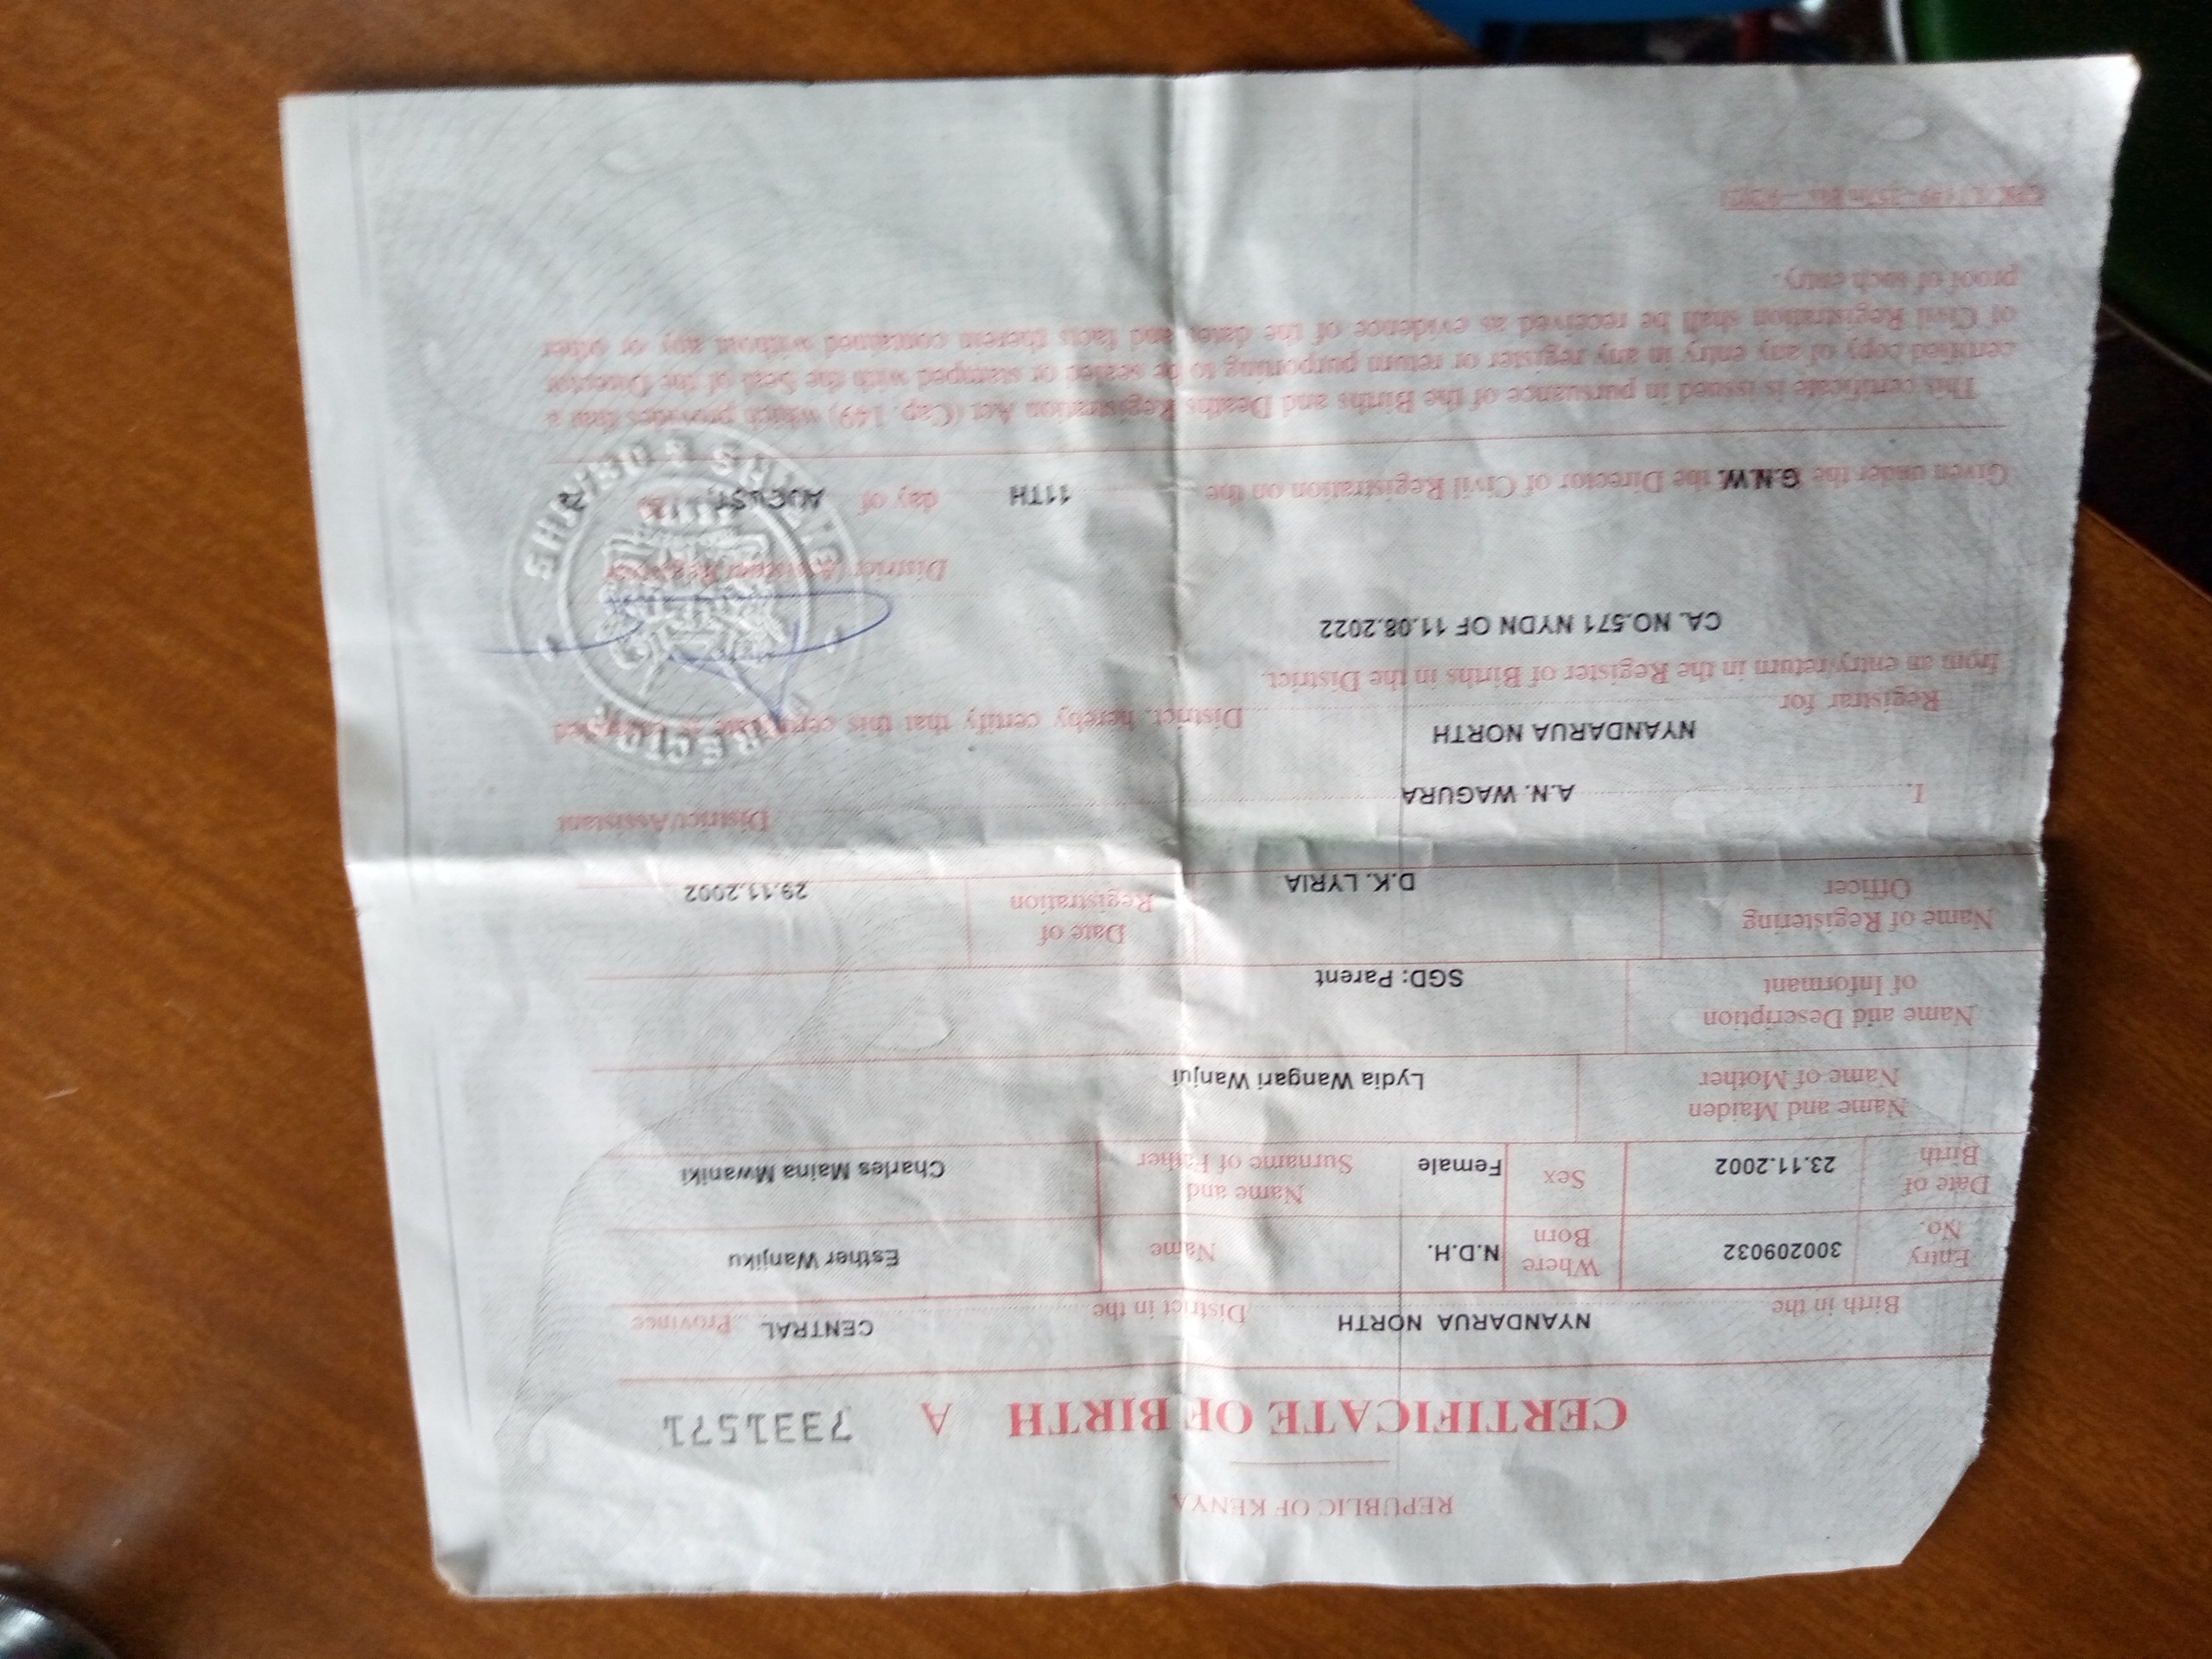 REPUBLIC OF KENYA
CERTIFICATE OF BIRTH A 7331571
Birth in the NYANDARUA NORTH District in the CENTRAL Province
Entry No. 300209032 Where Born N.D.H. Name Esther Wanjiku
Date of Birth 23.11.2002 Sex Female Name and Surname of Father Charles Maina Mwaniki
Name and Maiden Name of Mother Lydia Wangari Wanjui
Name and Description of Informant SGD: Parent
Name of Registering Officer D.K. LYRIA Date of Registration 29.11.2002
I, A.N. WAGURA District/Assistant
Registrar for NYANDARUA NORTH District, hereby certify that this certificate is compiled
from an entry/return in the Register of Births in the District.
CA. NO.571 NYDN OF 11.08.2022
District/Assistant Registrar
Given under the G.N.W. the Director of Civil Registration on the 11TH day of AUGUST,
This certificate is issued in pursuance of the Births and Deaths Registration Act (Cap. 149) which provides that a
certified copy of any entry in any register or return purporting to be sealed or stamped with the Seal of the Director
of Civil Registration shall be received as evidence of the dates and facts therein contained without any or other
proof of such entry.
DIRECTOR
BIRTHS & DEATHS